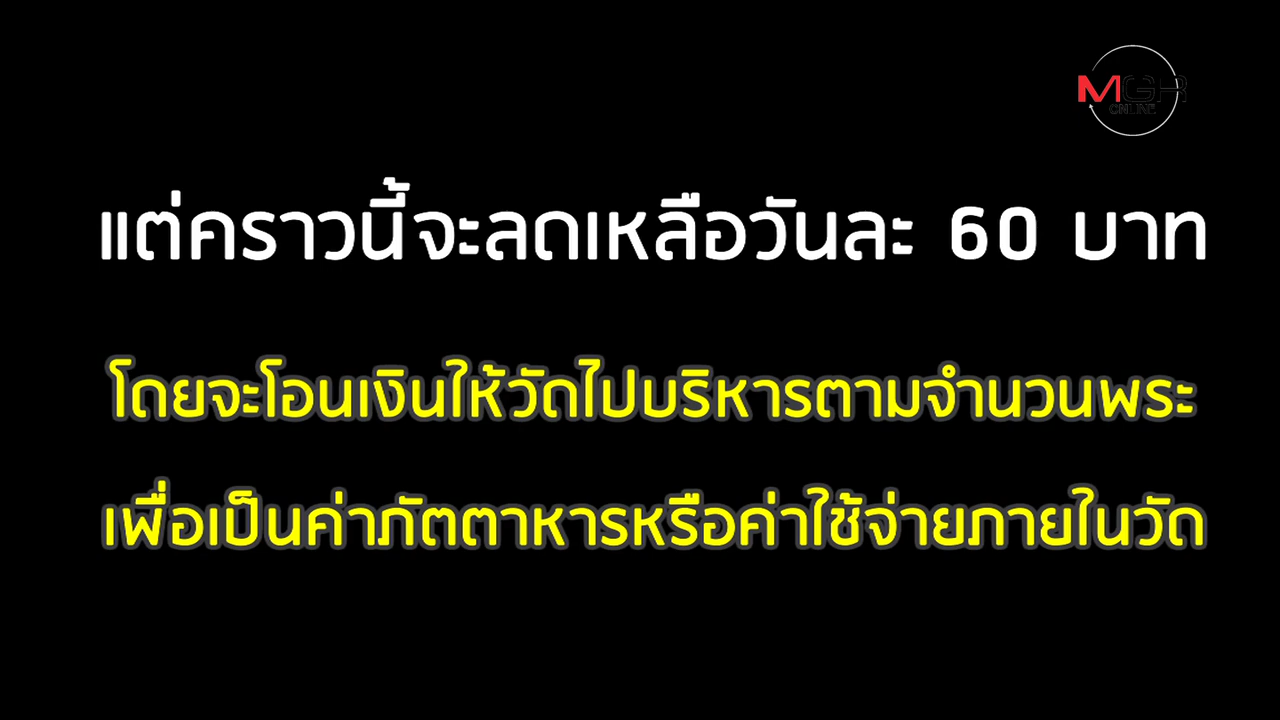 MGR
ONLINE
แต่คราวนี้จะลดเหลือวันละ 60 บาท
โดยจะโอนเงินให้วัดไปบริหารตามจำนวนพระ
เพื่อเป็นค่าภัตตาหารหรือค่าใช้จ่ายภายในวัด